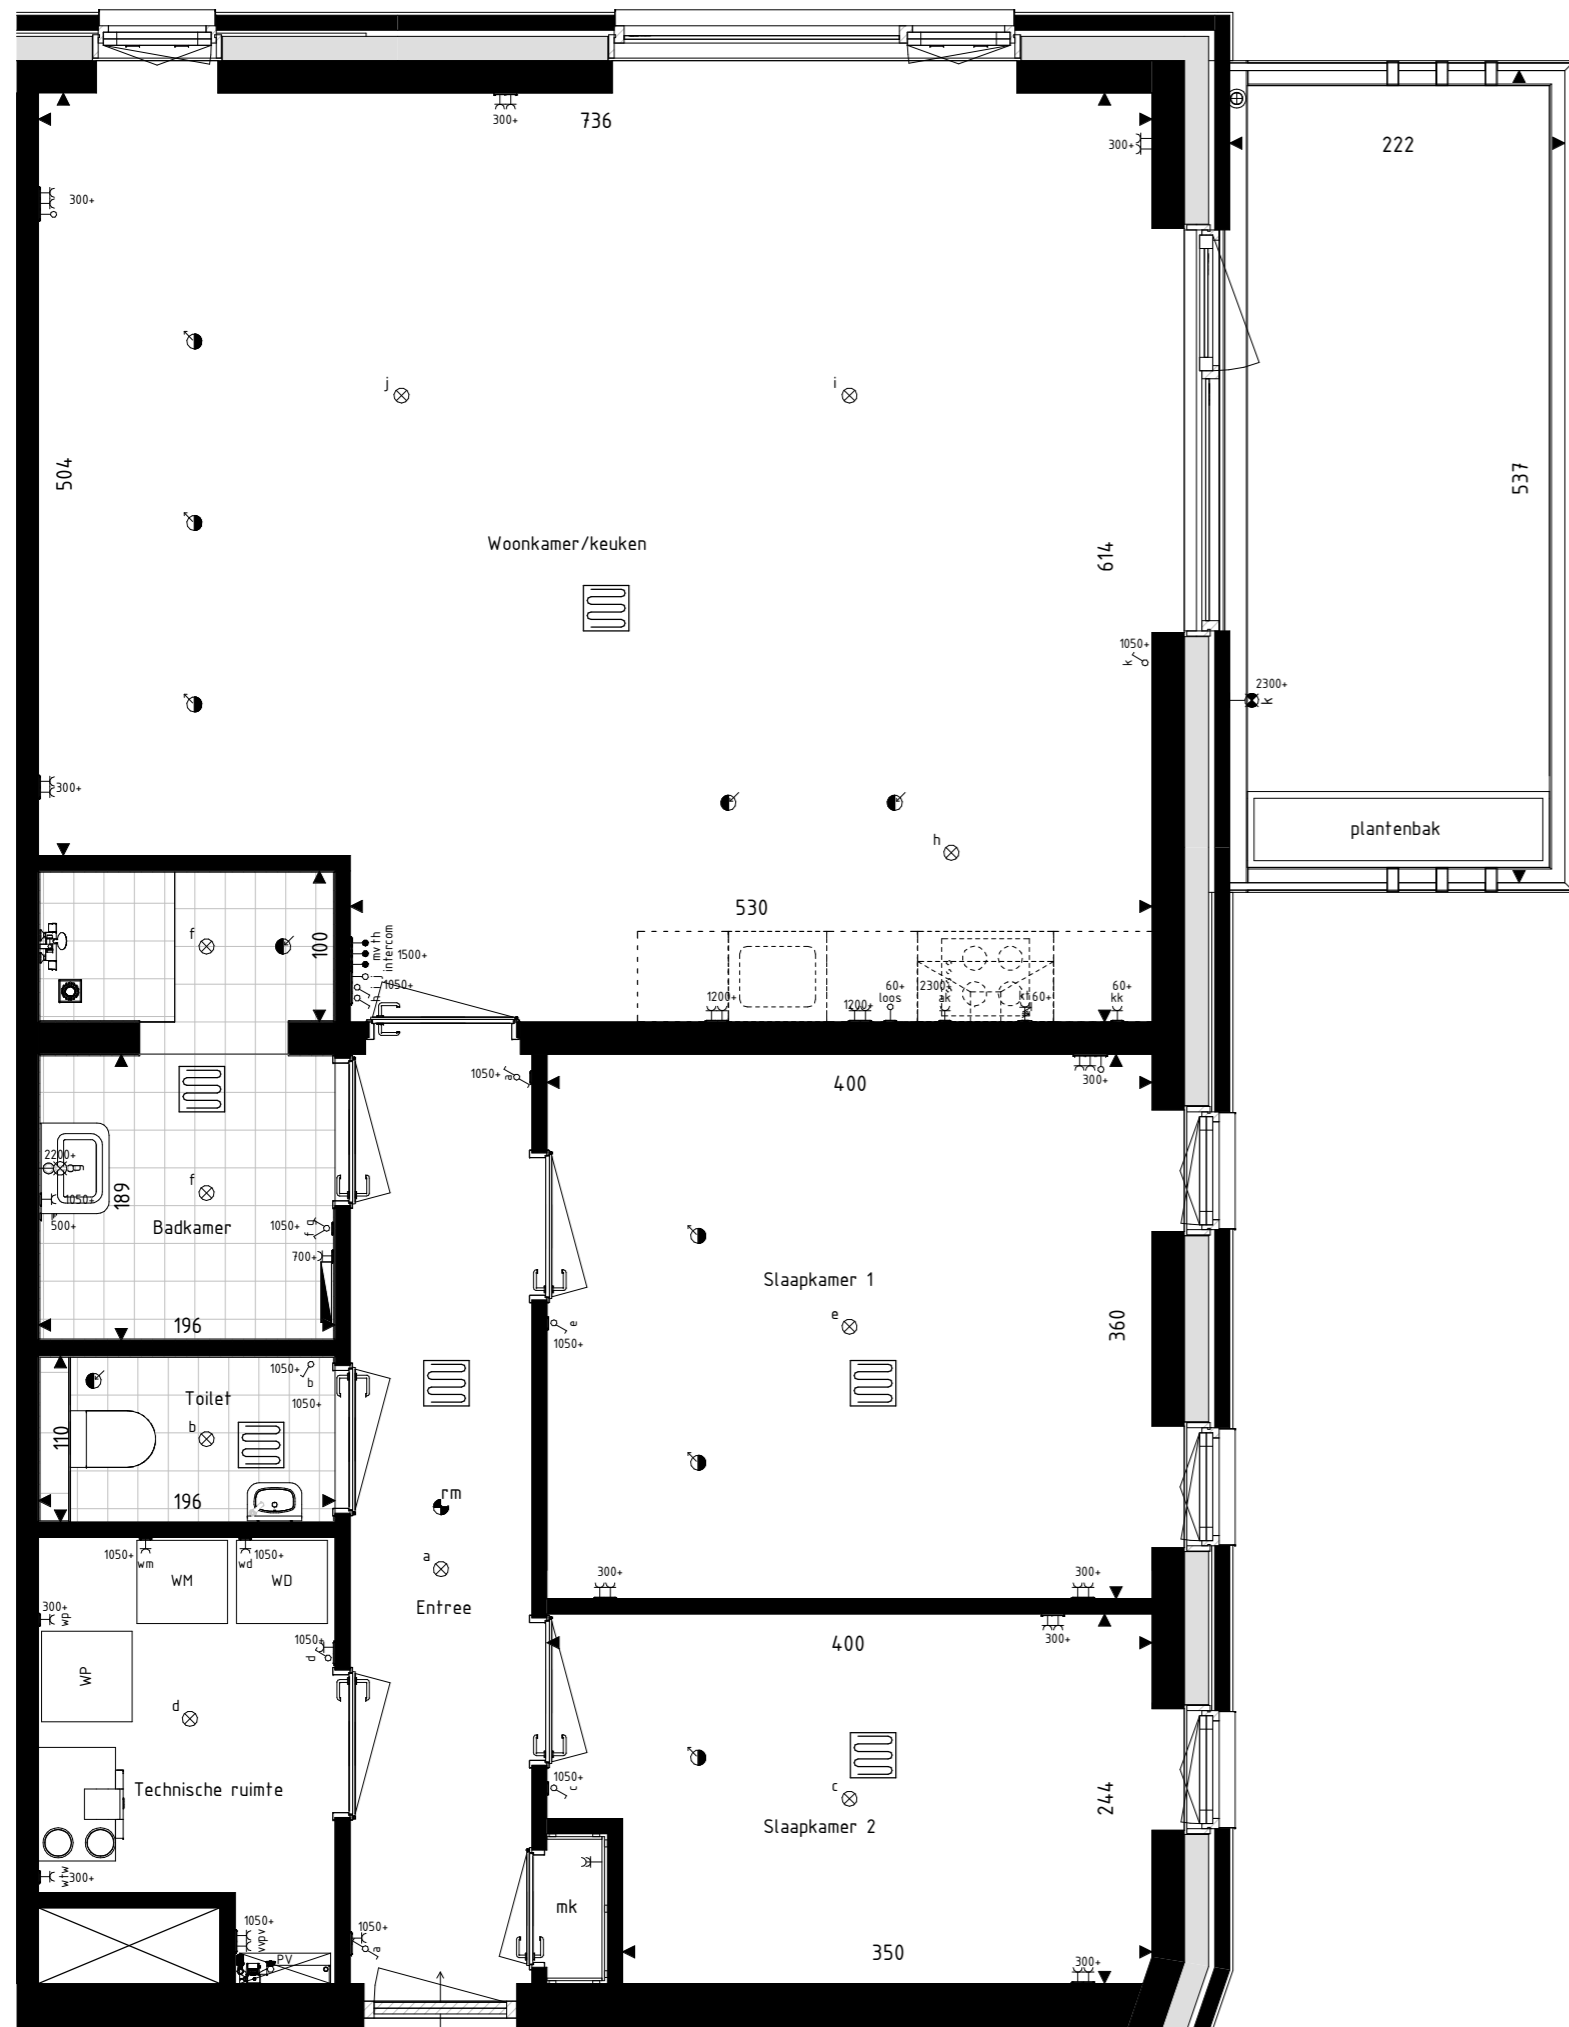 300+
736
300+
222
300+
j
i
504
537
Woonkamer/keuken
614
1050+
k
2300+
k
300+
plantenbak
h
530
f
100
mv th
intercom
1500+
j
i
h
1050+
1200+
1200+
60+
loos
2300+
ak
60+
60+
kk
1050+
a
400
300+
2200+
g
1050+
189
f
500+
Badkamer
1050+
f g
700+
196
Slaapkamer 1
e
e
1050+
360
1050+
b
Toilet
1050+
110
b
196
rm
a
Entree
1050+
wm
1050+
wd
WM
WD
300+
wp
WP
1050+
d
d
300+
300+
400
300+
Technische ruimte
1050+
c
c
Slaapkamer 2
244
wtw
300+
mk
1050+
vvpv
PV
1050+
a
350
300+